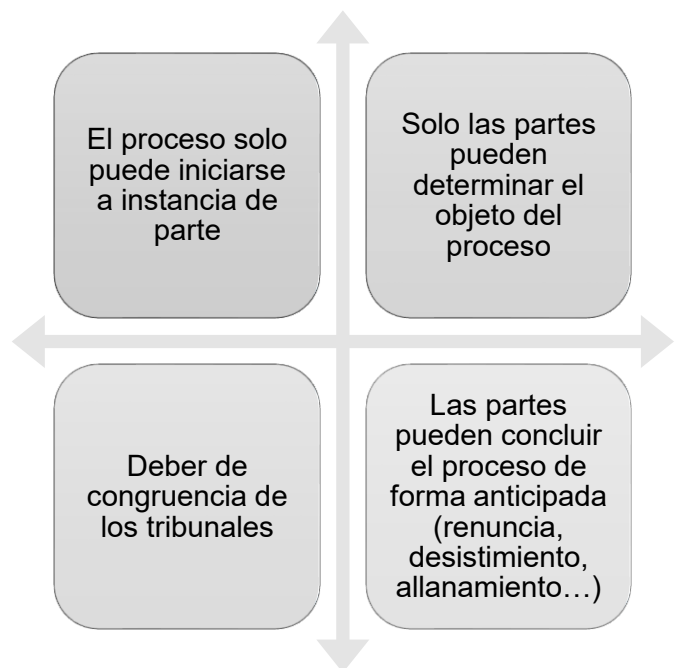 El proceso solo
puede iniciarse
a instancia de
parte
Solo las partes
pueden
determinar el
objeto del
proceso
Deber de
congruencia de
los tribunales
Las partes
pueden concluir
el proceso de
forma anticipada
(renuncia,
desistimiento,
allanamiento…)